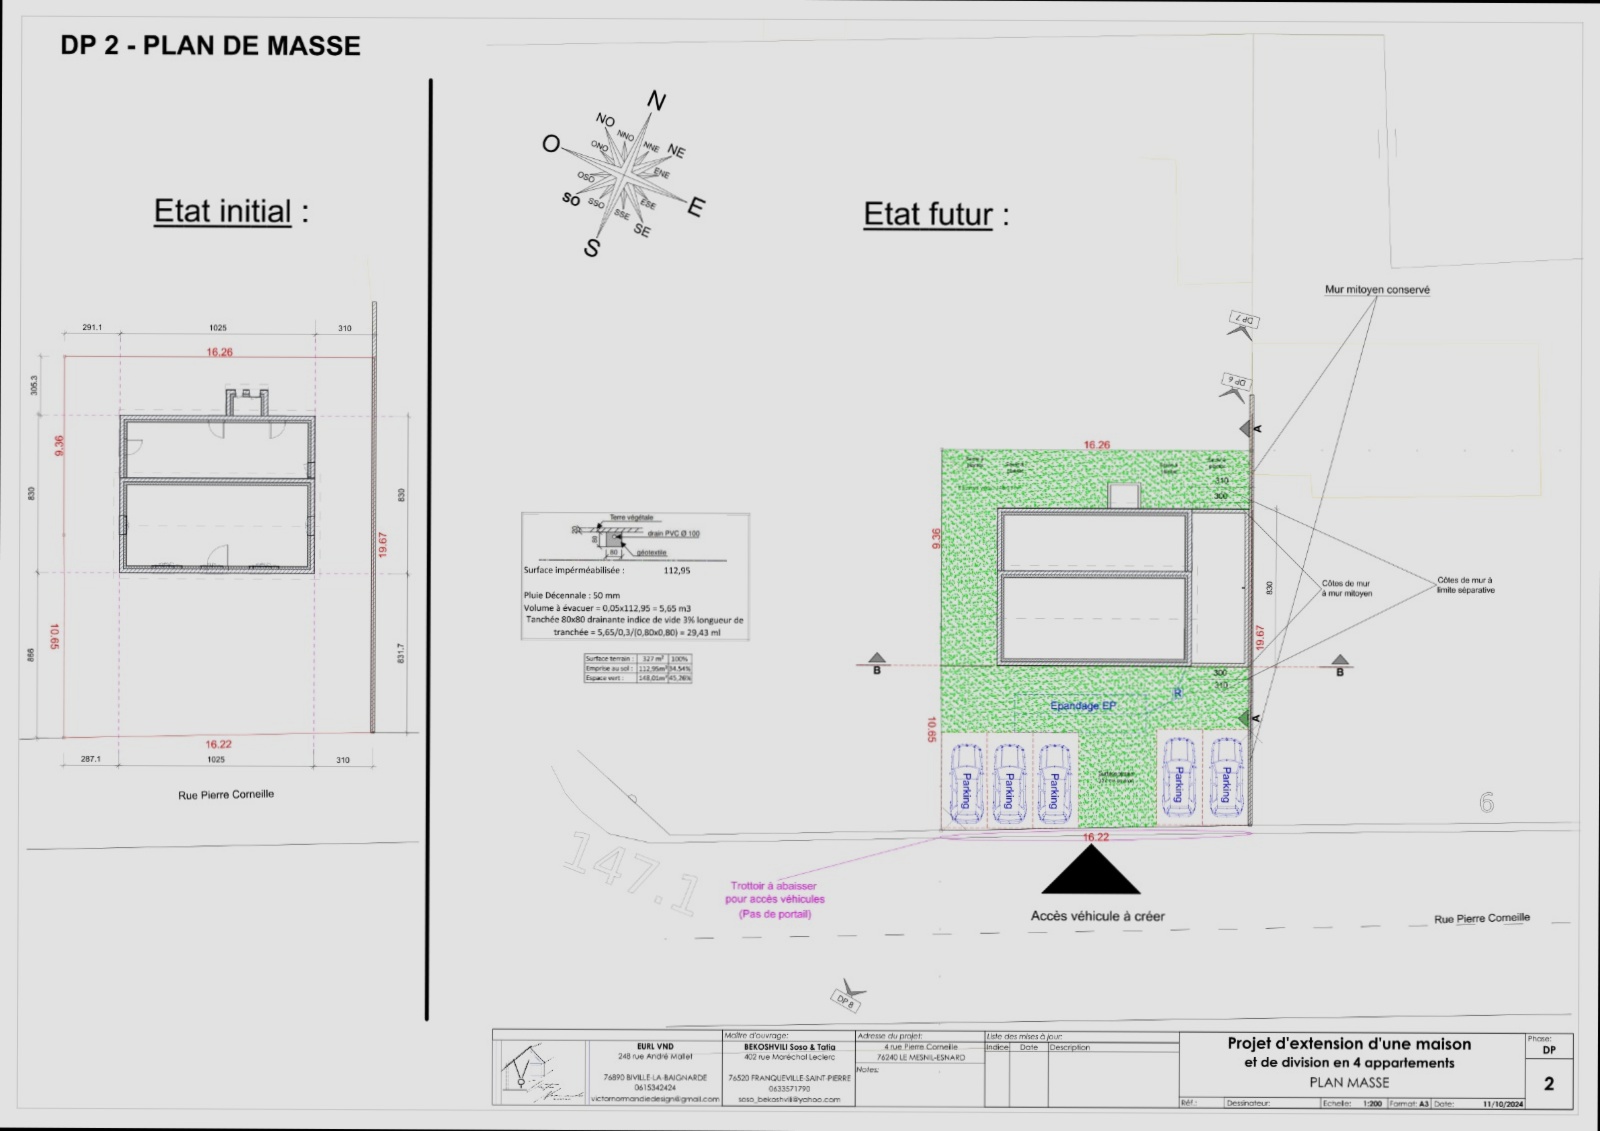 DP 2 - PLAN DE MASSE
N
NO
NNO
NNE
NE
O
ONO
ENE
OSO
E
SO
SSO
SSE
ESE
SE
S
Etat initial :
Etat futur :
291.1
1025
310
16.26
305.3
9.36
830
830
19.67
10.65
866
831.7
16.22
287.1
1025
310
Rue Pierre Corneille
Terre végétale
drain PVC Ø 100
géotextile
80
Surface impérméabilisée : 112,95
Pluie Décennale : 50 mm
Volume à évacuer = 0,05x112,95 = 5,65 m3
Tanchée 80x80 drainante indice de vide 3% longueur de
tranchée = 5,65/0,3/(0,80x0,80) = 29,43 ml
Surface terrain : 327 m² 100%
Emprise au sol : 112,95m² 34,54%
Espace vert : 148,01m² 45,26%
Mur mitoyen conservé
DP 7
DP 6
A
16.26
310
300
9.36
830
Côtes de mur
à mur mitoyen
Côtes de mur à
limite séparative
19.67
B
B
300
310
R
Epandage EP
A
10.65
Parking
Parking
Parking
Parking
Parking
6
16.22
147.1
Trottoir à abaisser
pour accès véhicules
(Pas de portail)
Accès véhicule à créer
Rue Pierre Corneille
DP 8
EURL VND
248 rue André Mallet
76890 BIVILLE-LA-BAIGNARDE
0615342424
victornormandiedesign@gmail.com
Maître d'ouvrage:
BEKOSHVILI Soso & Tatia
402 rue Maréchal Leclerc
76520 FRANQUEVILLE-SAINT-PIERRE
0633571790
soso_bekoshvili@yahoo.com
Adresse du projet:
4 rue Pierre Corneille
76240 LE MESNIL-ESNARD
Notes:
Liste des mises à jour:
Indice Date Description
Projet d'extension d'une maison
et de division en 4 appartements
PLAN MASSE
Réf.: Dessinateur: Echelle: 1:200 Format: A3 Date: 11/10/2024
Phase:
DP
2